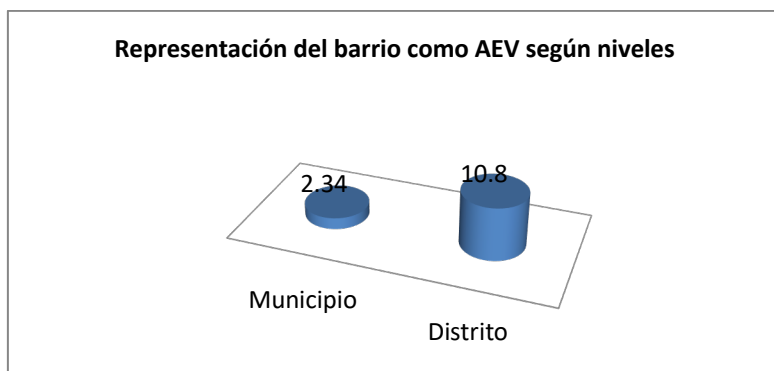 Representación del barrio como AEV según niveles
2.34
10.8
Municipio
Distrito